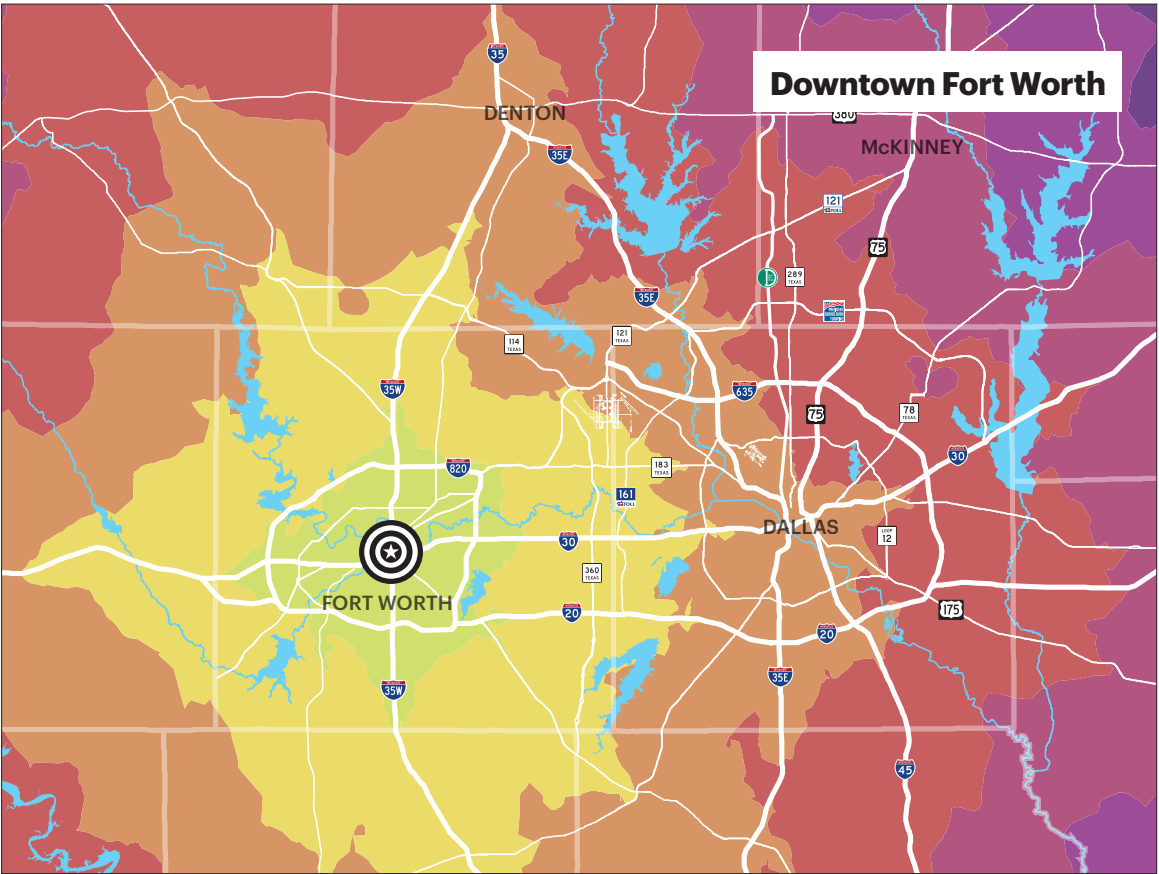 Downtown Fort Worth
35
DENTON
380
McKINNEY
35E
121
TOLL
75
289
TEXAS
35E
121
TEXAS
114
TEXAS
35W
635
75
78
TEXAS
30
820
183
TEXAS
161
TOLL
DALLAS
30
LOOP
12
360
TEXAS
FORT WORTH
20
175
20
35W
35E
45